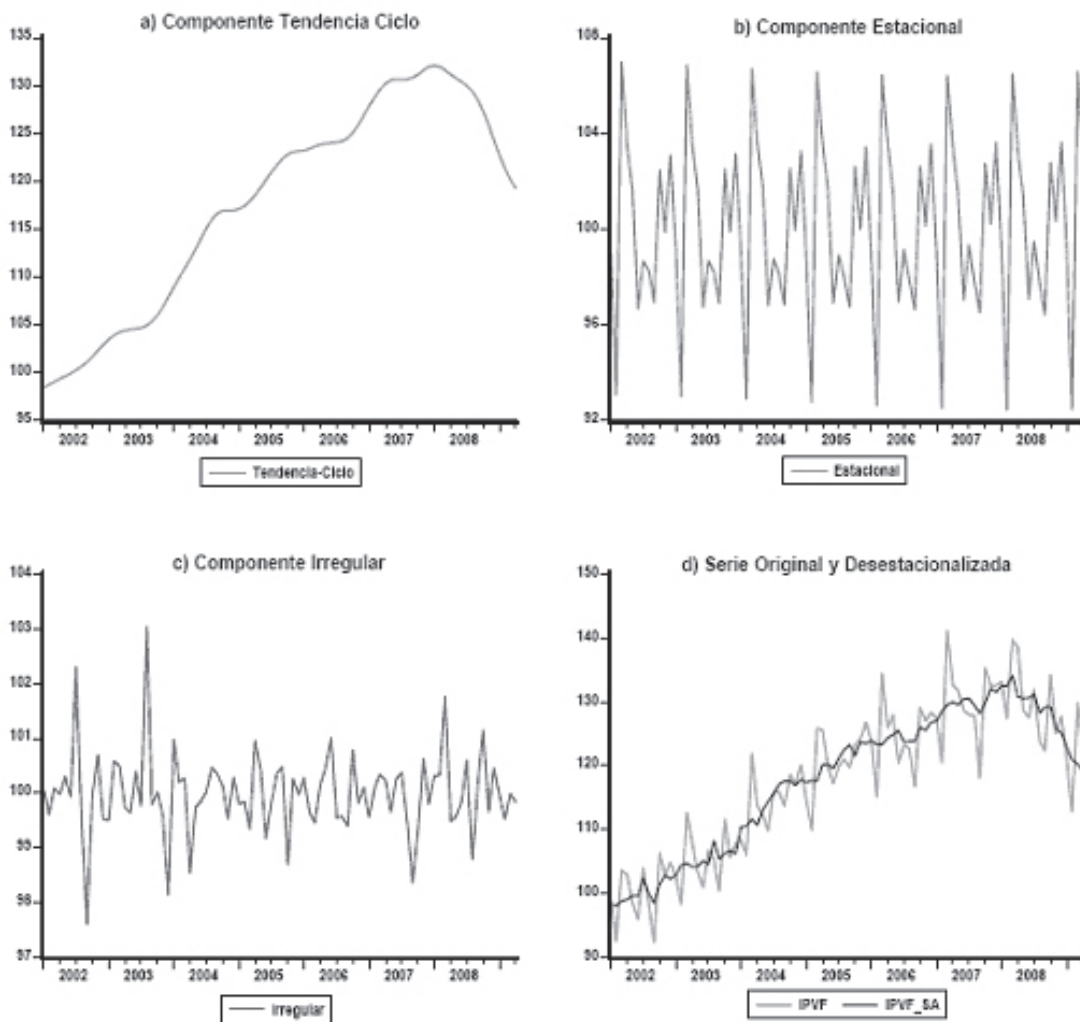 a) Componente Tendencia Ciclo
135
130
125
120
115
110
105
100
95
2002 2003 2004 2005 2006 2007 2008
Tendencia-Ciclo
b) Componente Estacional
108
104
100
96
92
2002 2003 2004 2005 2006 2007 2008
Estacional
c) Componente Irregular
104
103
102
101
100
99
98
97
2002 2003 2004 2005 2006 2007 2008
Irregular
d) Serie Original y Desestacionalizada
150
140
130
120
110
100
90
2002 2003 2004 2005 2006 2007 2008
IPVF IPVF_SA